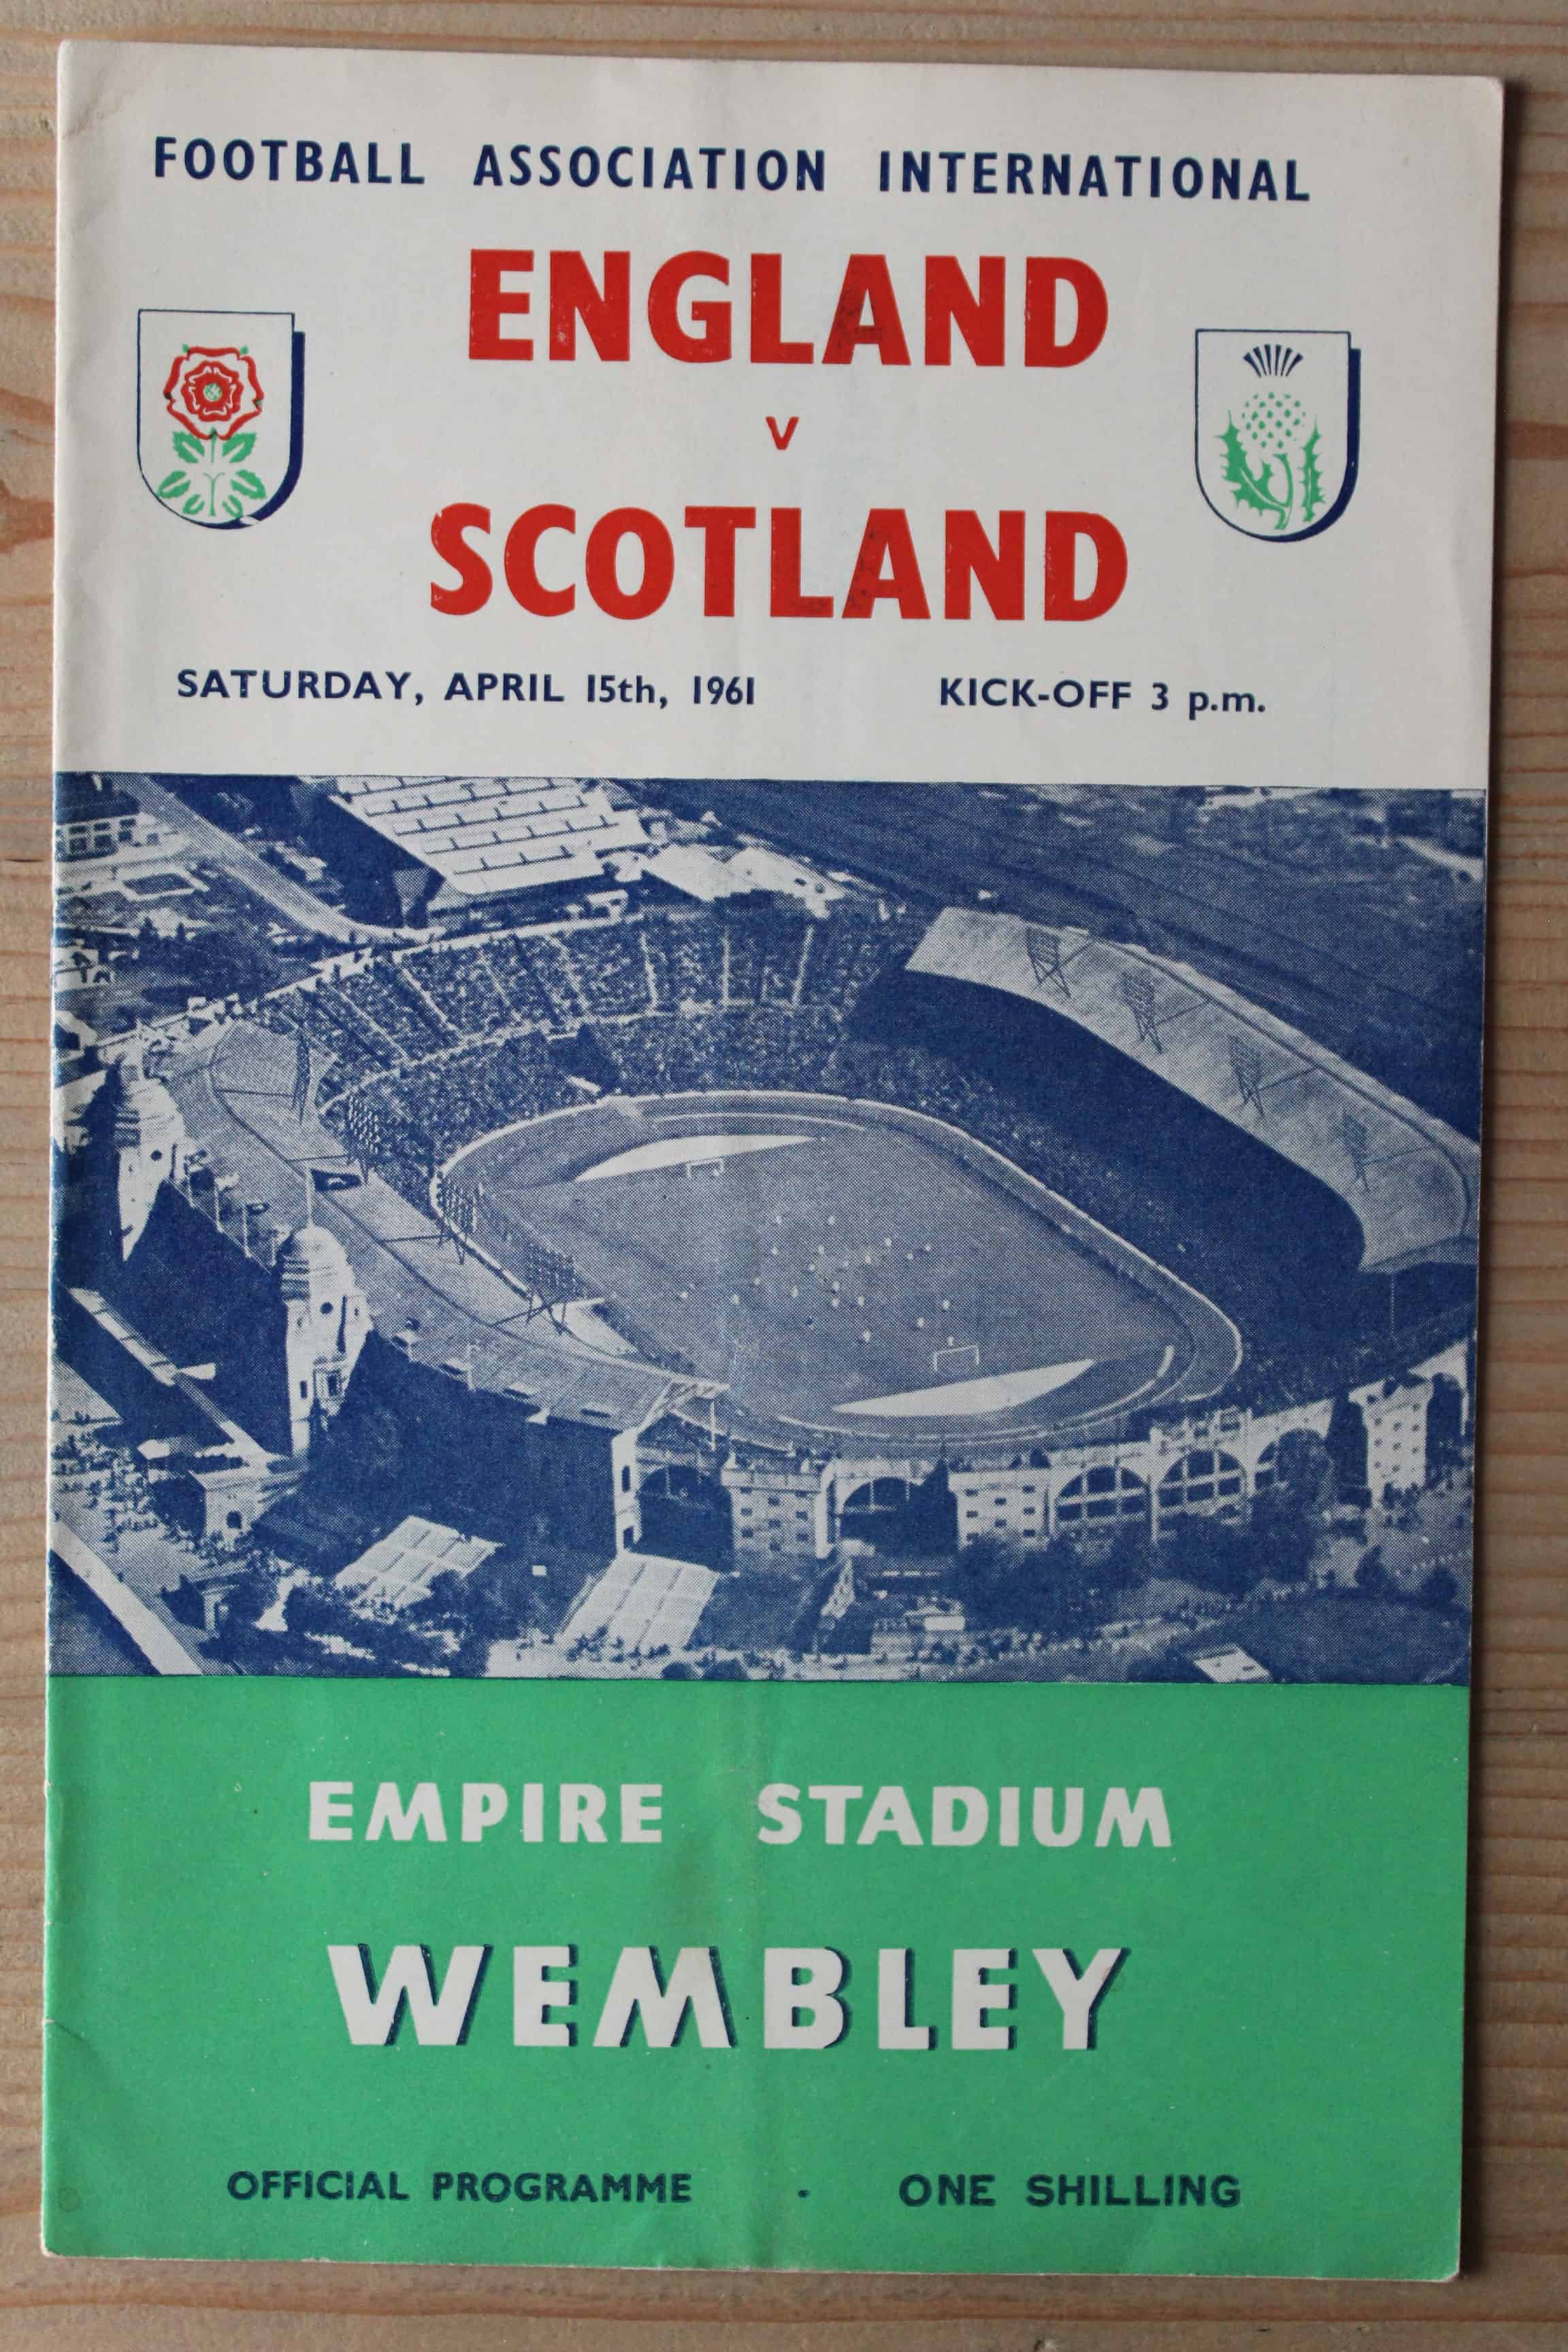 FOOTBALL ASSOCIATION INTERNATIONAL
ENGLAND
v
SCOTLAND
SATURDAY, APRIL 15th, 1961 KICK-OFF 3 p.m.
EMPIRE STADIUM
WEMBLEY
OFFICIAL PROGRAMME · ONE SHILLING